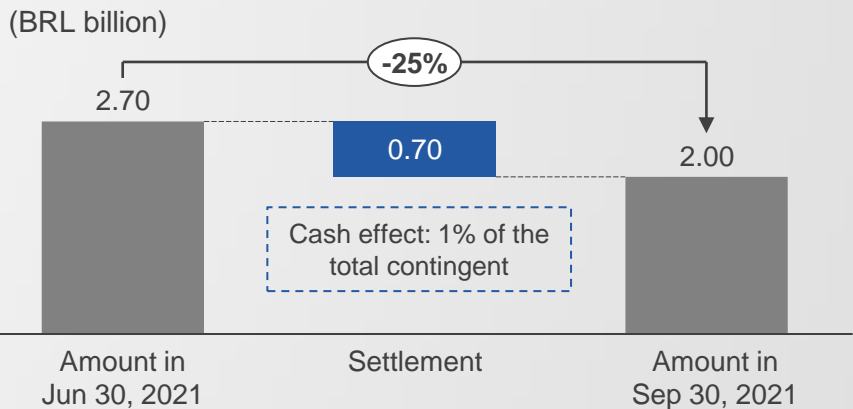 (BRL billion)
-25%
2.70
0.70
2.00
Cash effect: 1% of the
total contingent
Amount in
Jun 30, 2021
Settlement
Amount in
Sep 30, 2021